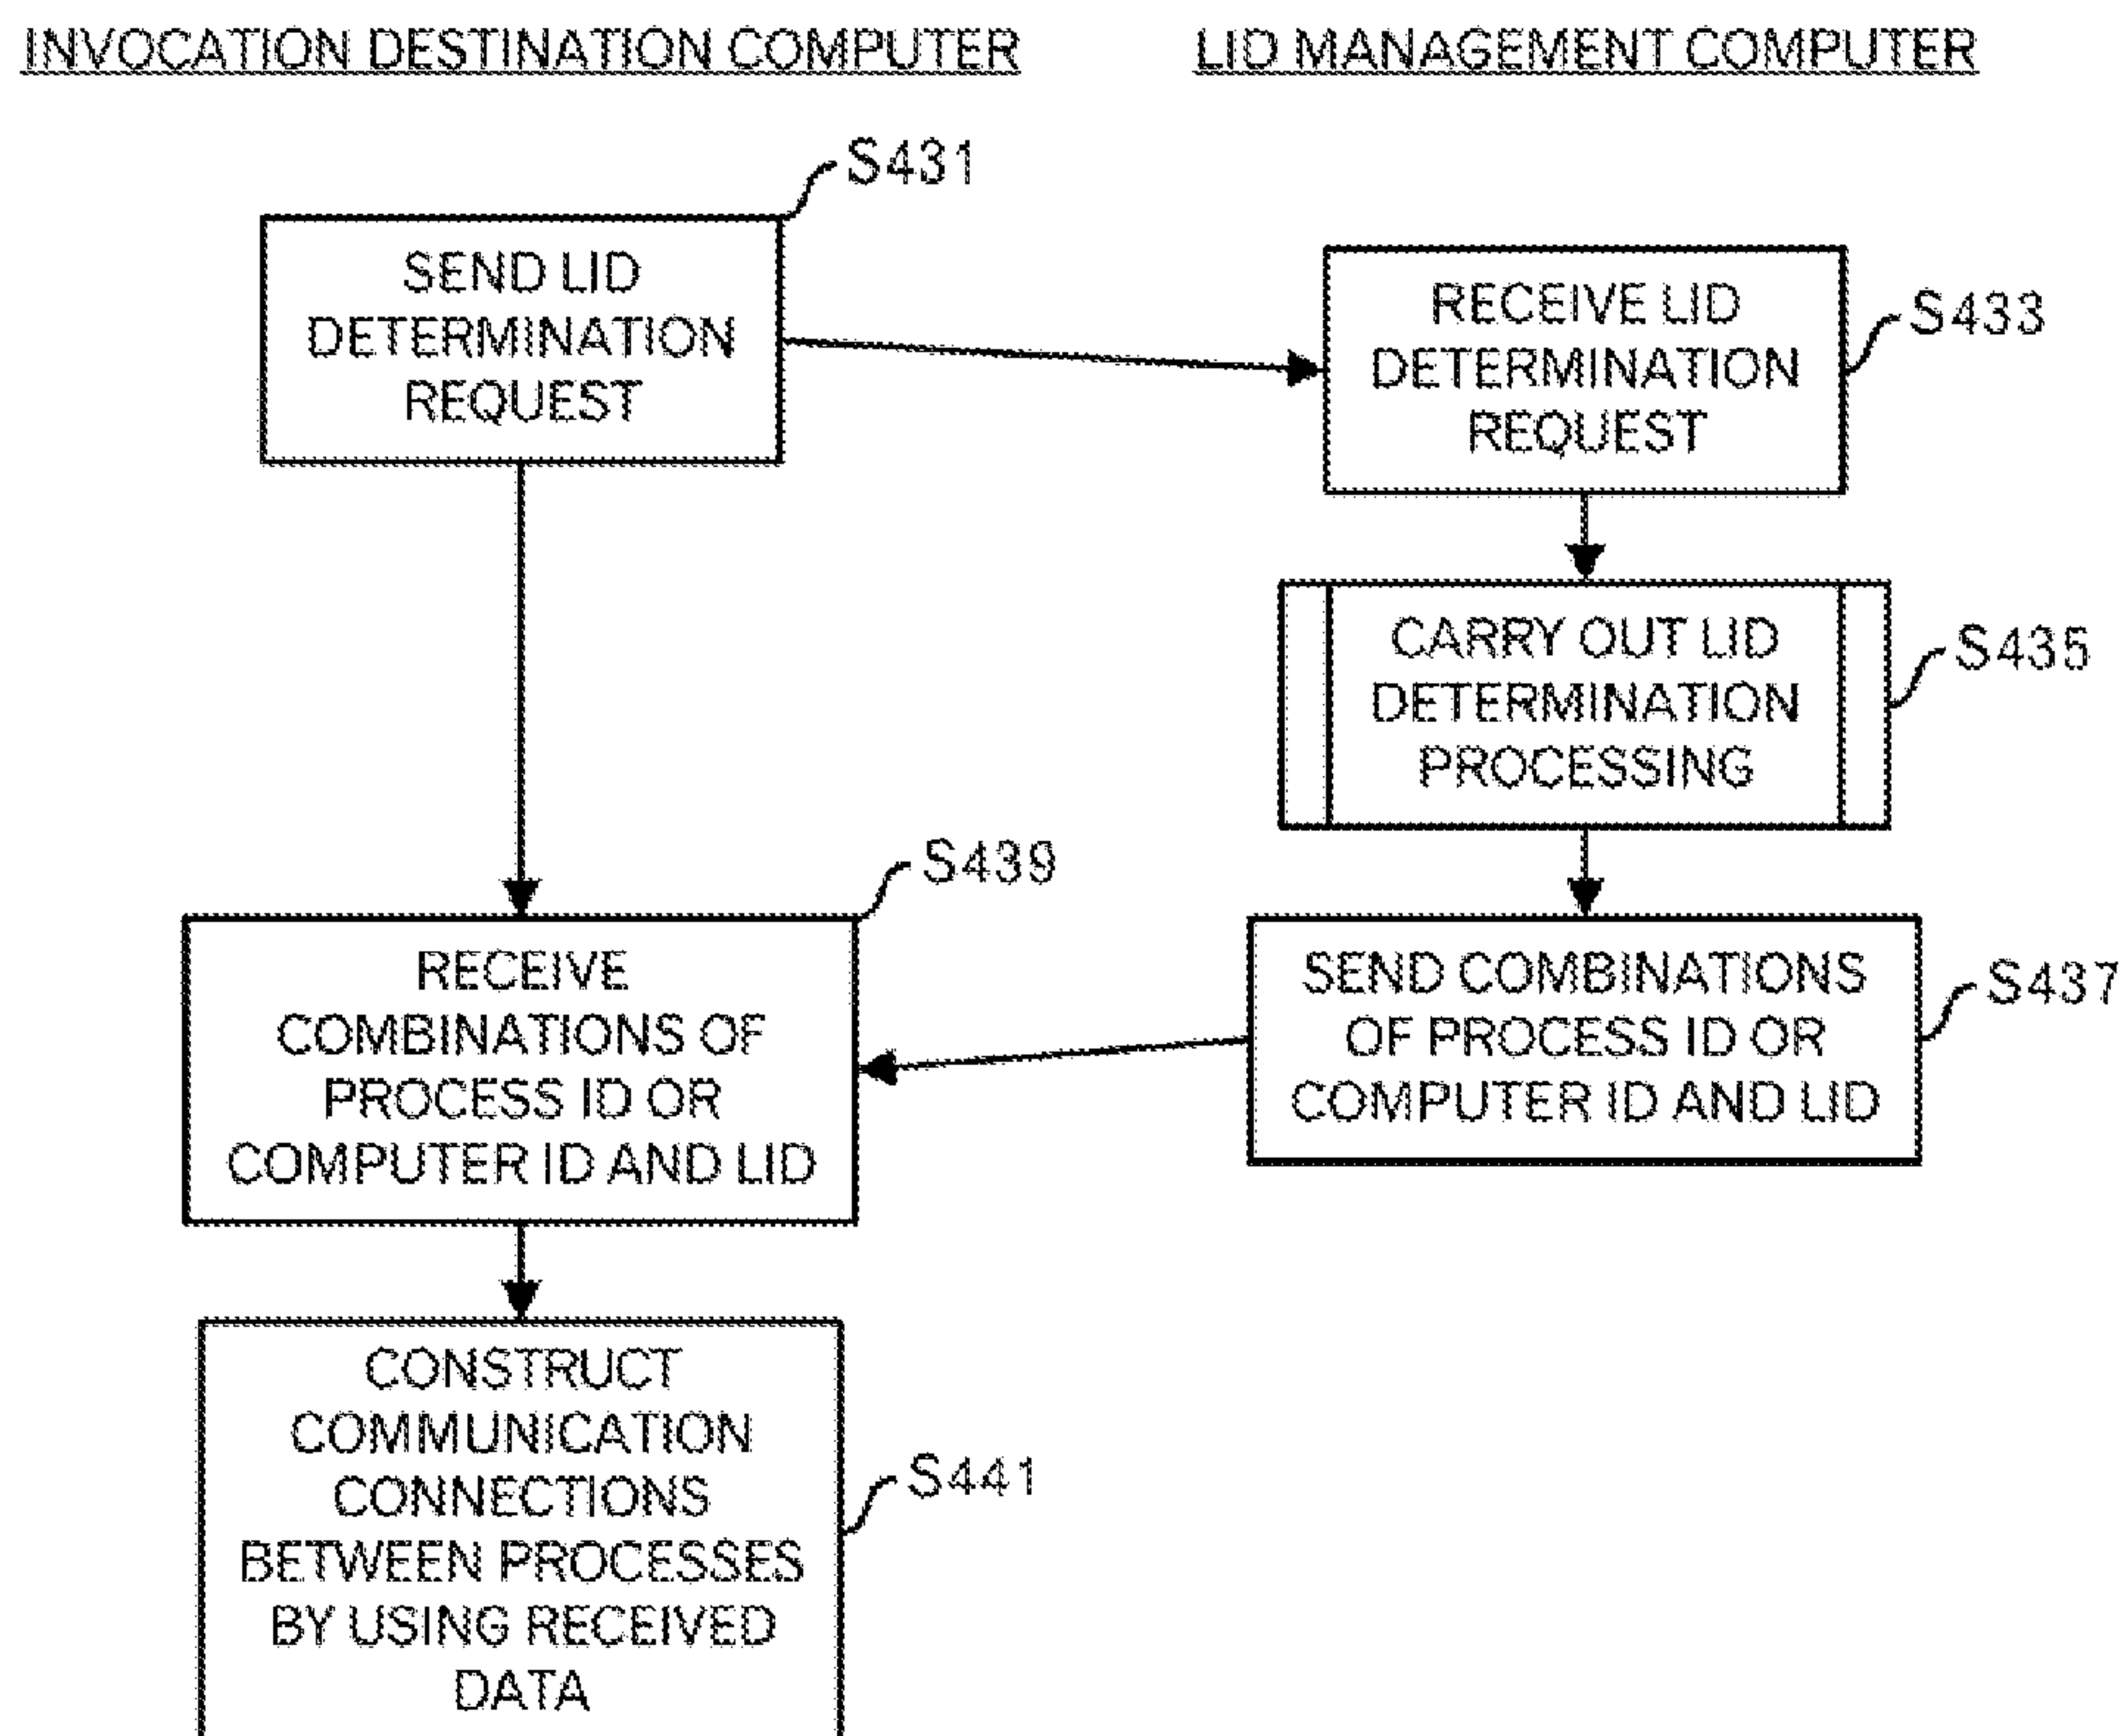 INVOCATION DESTINATION COMPUTER
LID MANAGEMENT COMPUTER
S431
SEND LID
DETERMINATION
REQUEST
RECEIVE LID
DETERMINATION
REQUEST
S433
CARRY OUT LID
DETERMINATION
PROCESSING
S435
S439
RECEIVE
COMBINATIONS OF
PROCESS ID OR
COMPUTER ID AND LID
SEND COMBINATIONS
OF PROCESS ID OR
COMPUTER ID AND LID
S437
CONSTRUCT
COMMUNICATION
CONNECTIONS
BETWEEN PROCESSES
BY USING RECEIVED
DATA
S441